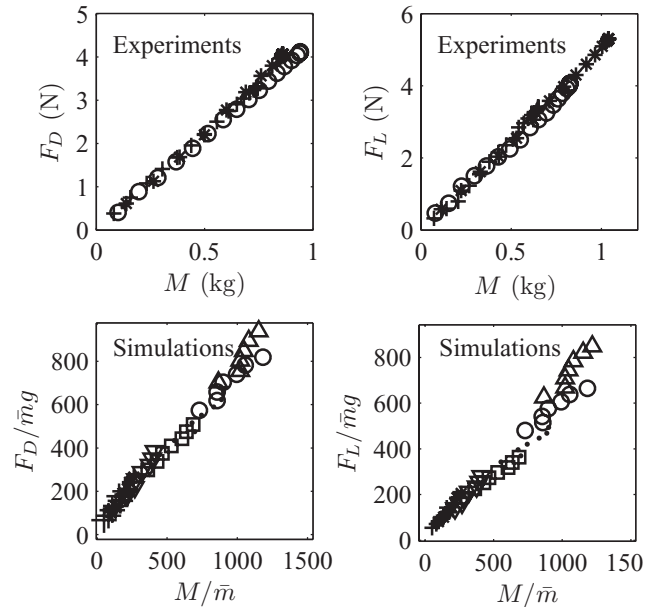 5
4
3
2
1
0
F_D (N)
Experiments
0 0.5 1
M (kg)
6
4
2
0
F_L (N)
Experiments
0 0.5 1
M (kg)
800
600
400
200
0
F_D/m̄g
Simulations
0 500 1000 1500
M/m̄
800
600
400
200
0
F_L/m̄g
Simulations
0 500 1000 150
M/m̄